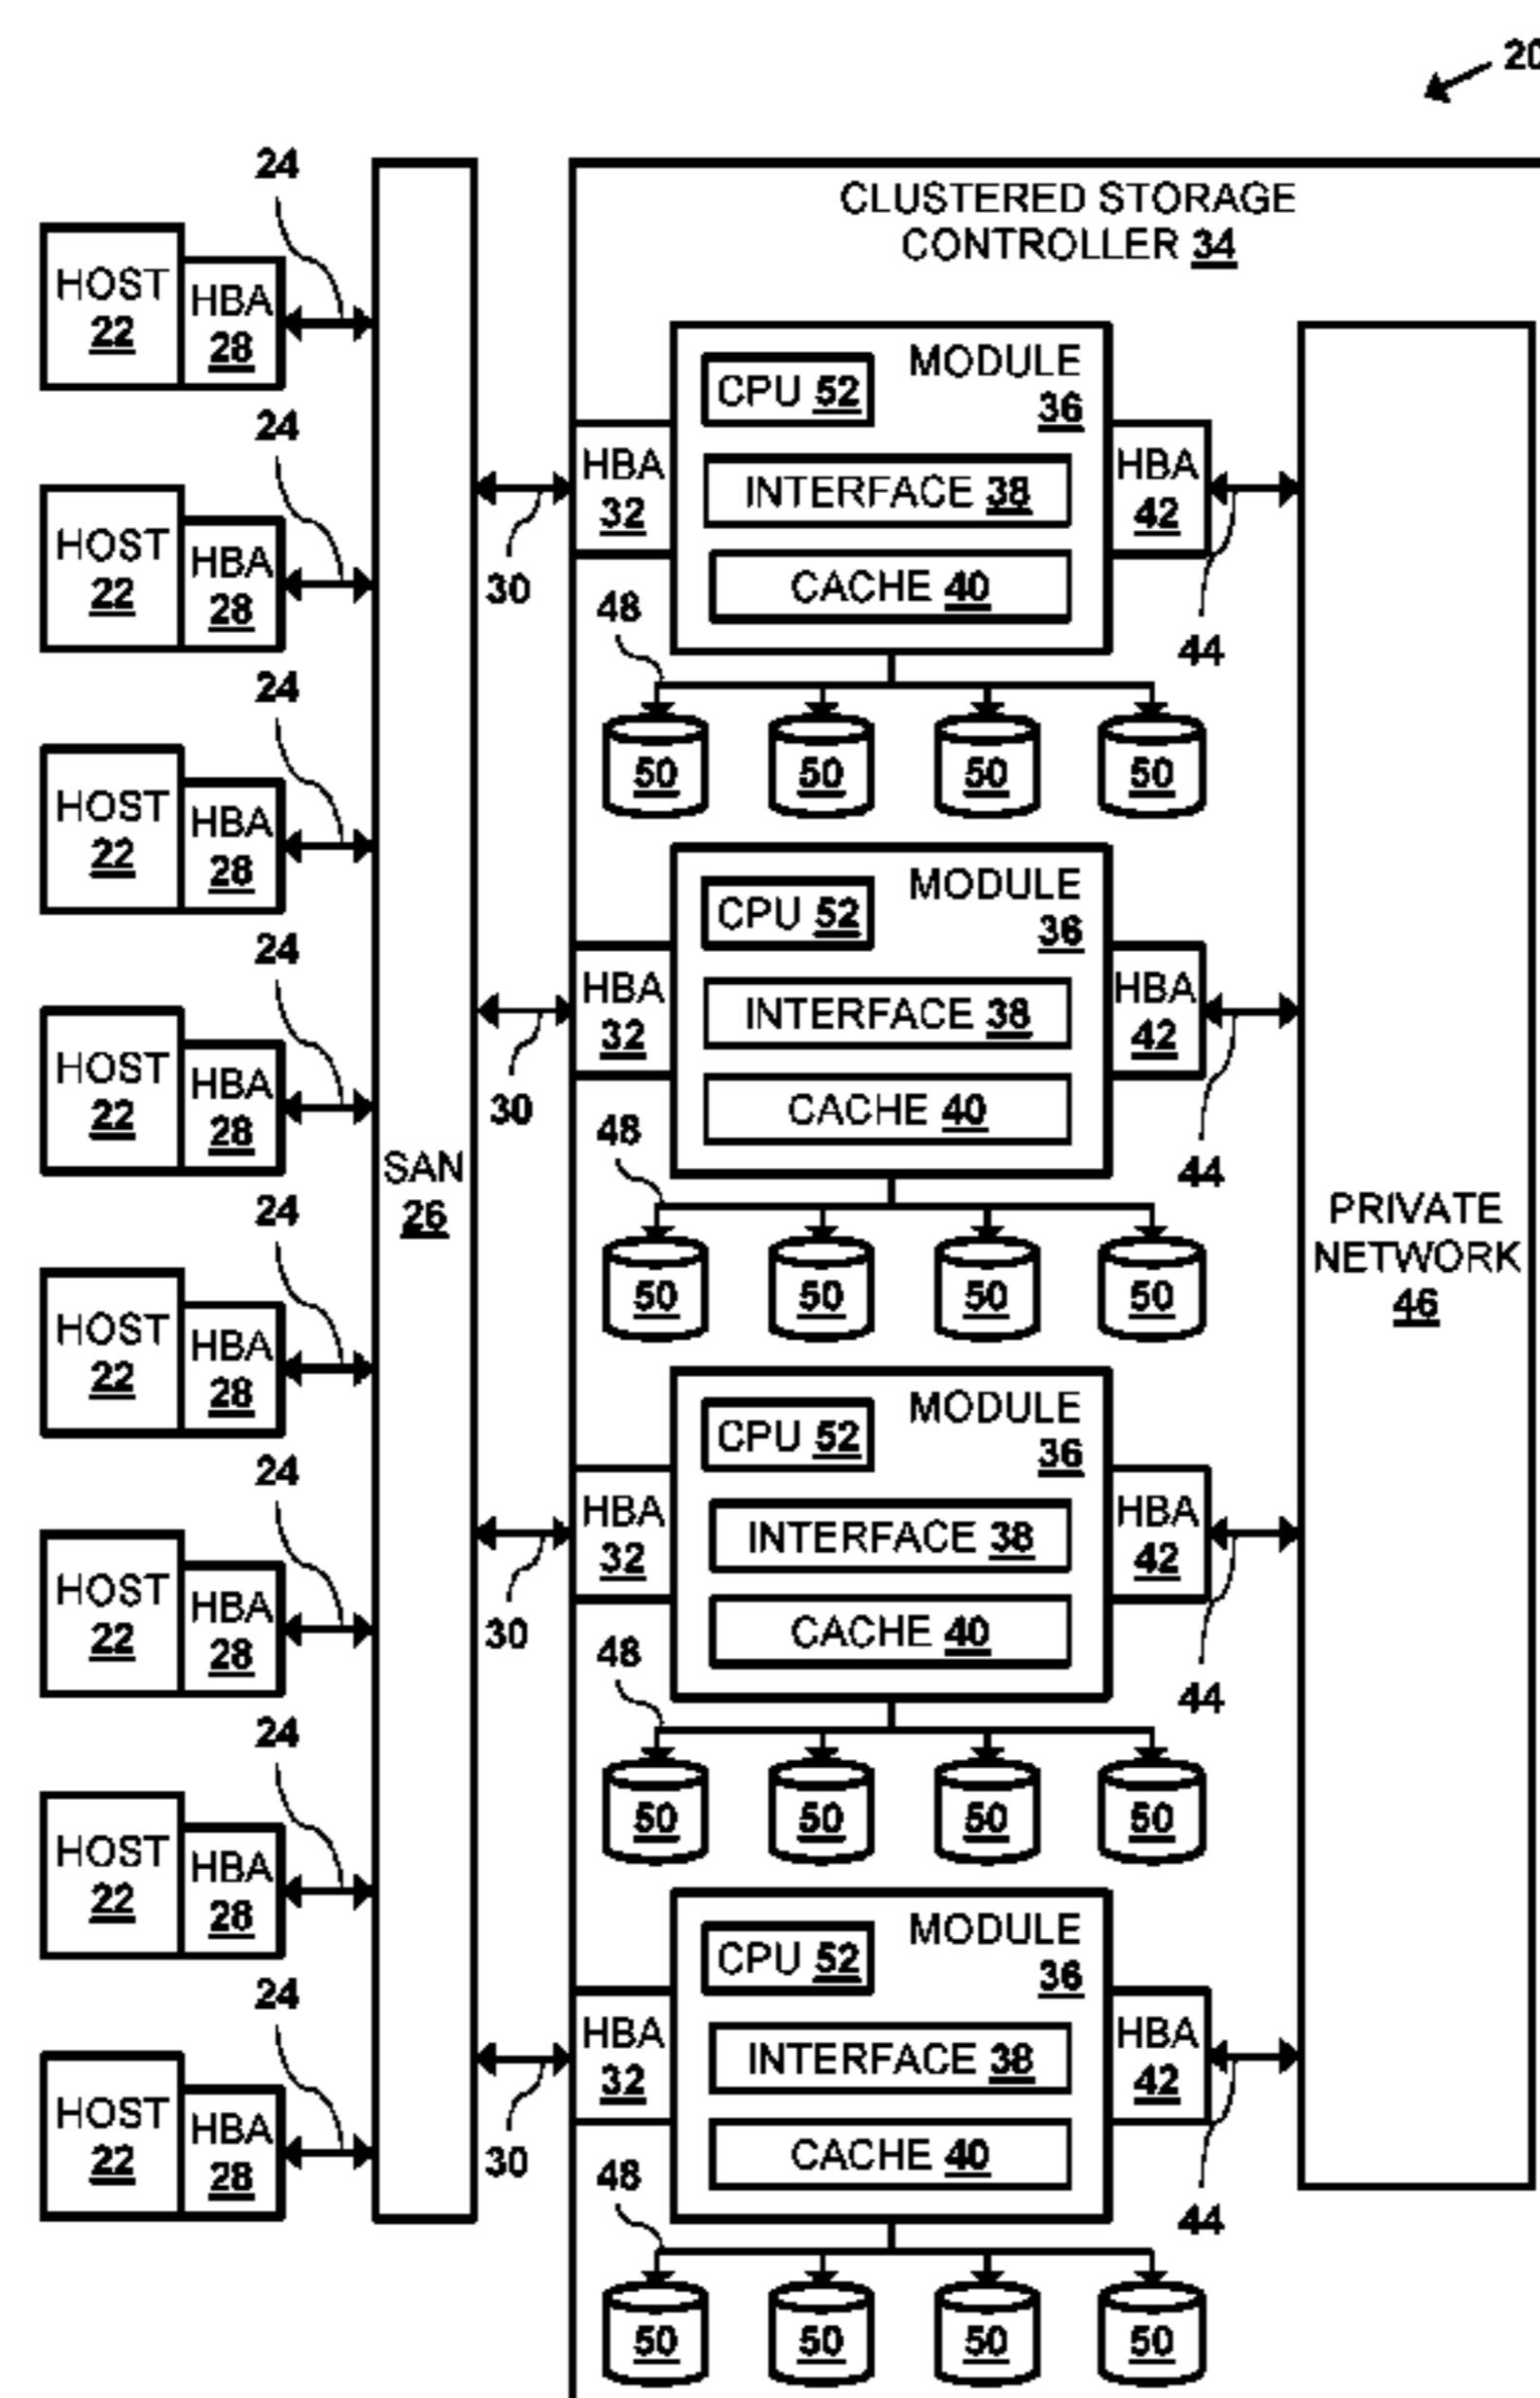 20
CLUSTERED STORAGE
CONTROLLER 34
24
HOST
22
HBA
28
24
HOST
22
HBA
28
24
HOST
22
HBA
28
24
HOST
22
HBA
28
24
HOST
22
HBA
28
24
HOST
22
HBA
28
24
HOST
22
HBA
28
24
HOST
22
HBA
28
SAN
26
30
HBA
32
CPU 52
MODULE
36
INTERFACE 38
CACHE 40
HBA
42
44
48
50 50 50 50
30
HBA
32
CPU 52
MODULE
36
INTERFACE 38
CACHE 40
HBA
42
44
48
50 50 50 50
30
HBA
32
CPU 52
MODULE
36
INTERFACE 38
CACHE 40
HBA
42
44
48
50 50 50 50
30
HBA
32
CPU 52
MODULE
36
INTERFACE 38
CACHE 40
HBA
42
44
48
50 50 50 50
PRIVATE
NETWORK
46